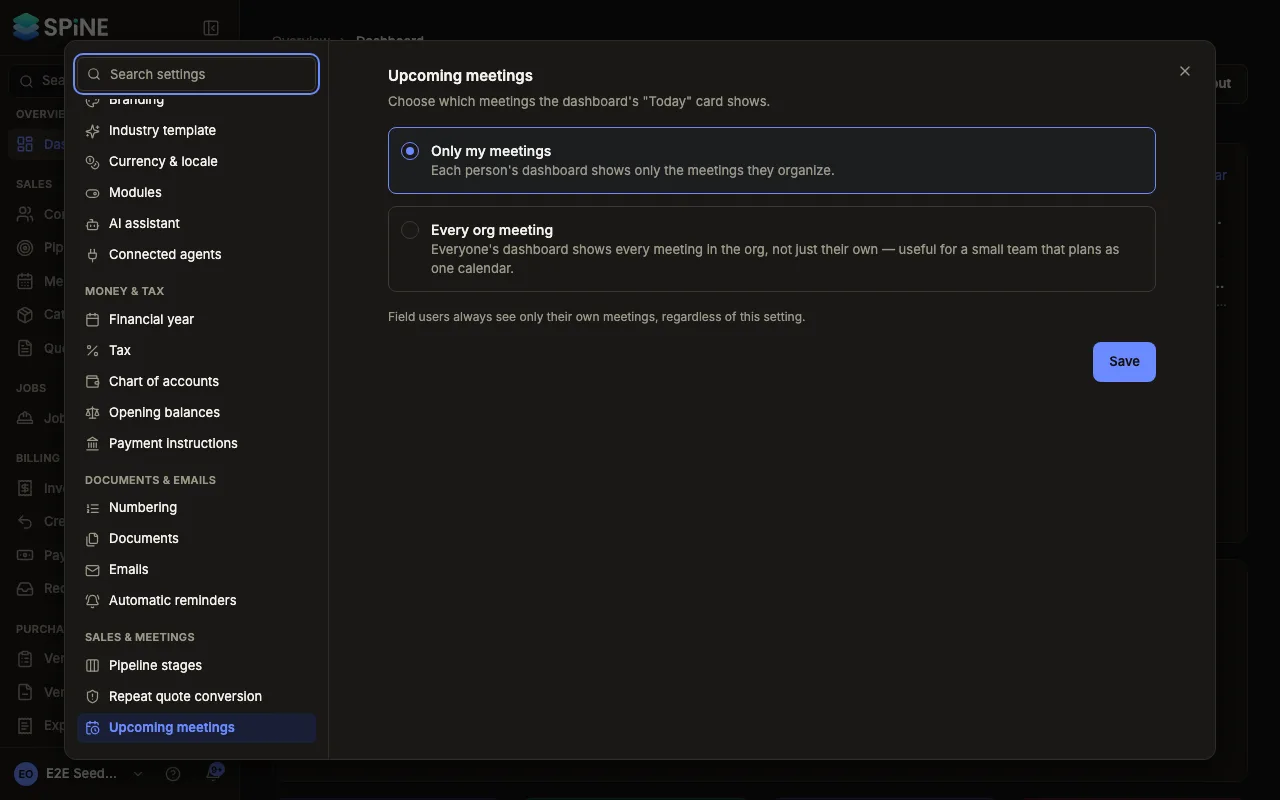 SPiNE
Overview
Dashboard
Search settings
Branding
Industry template
Currency & locale
Modules
AI assistant
Connected agents
MONEY & TAX
Financial year
Tax
Chart of accounts
Opening balances
Payment instructions
DOCUMENTS & EMAILS
Numbering
Documents
Emails
Automatic reminders
SALES & MEETINGS
Pipeline stages
Repeat quote conversion
Upcoming meetings
Upcoming meetings
Choose which meetings the dashboard's "Today" card shows.
Only my meetings
Each person's dashboard shows only the meetings they organize.
Every org meeting
Everyone's dashboard shows every meeting in the org, not just their own — useful for a small team that plans as
one calendar.
Field users always see only their own meetings, regardless of this setting.
Save
SALES
JOBS
BILLING
EO E2E Seed...
9+